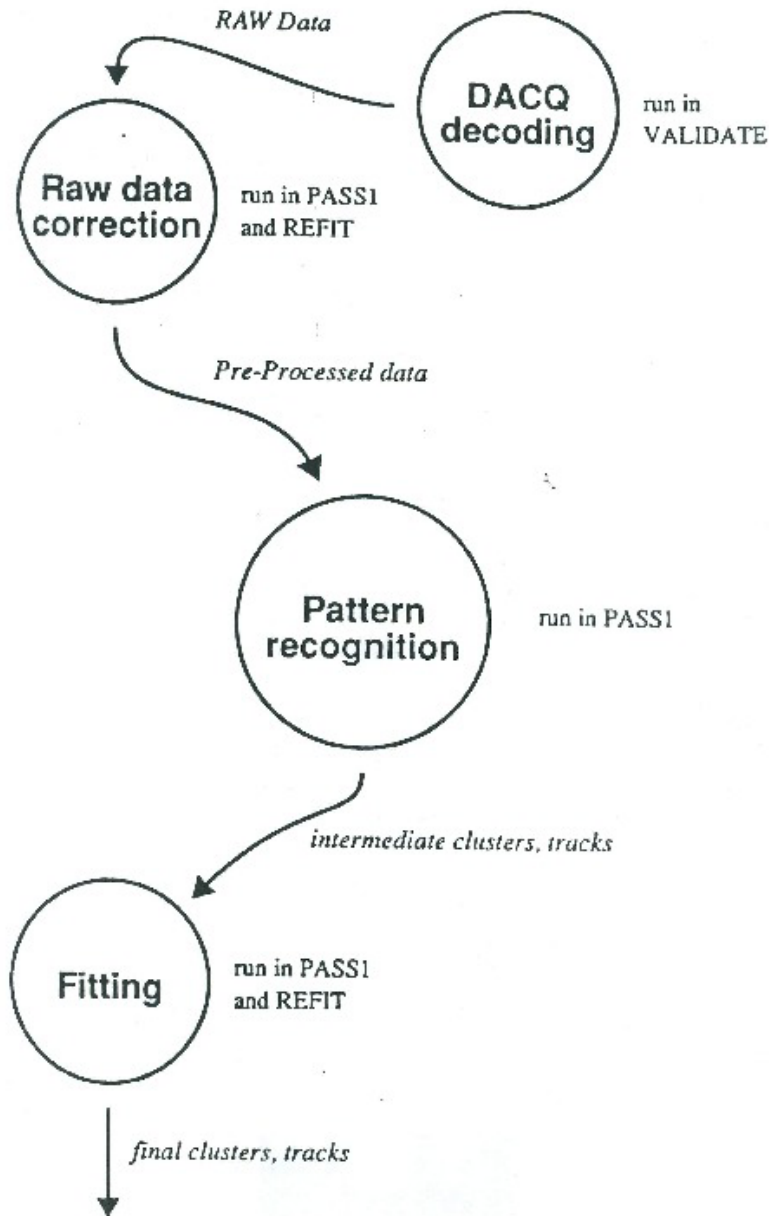 RAW Data
DACQ
decoding
run in
VALIDATE
Raw data
correction
run in PASS1
and REFIT
Pre-Processed data
Pattern
recognition
run in PASS1
intermediate clusters, tracks
Fitting
run in PASS1
and REFIT
final clusters, tracks